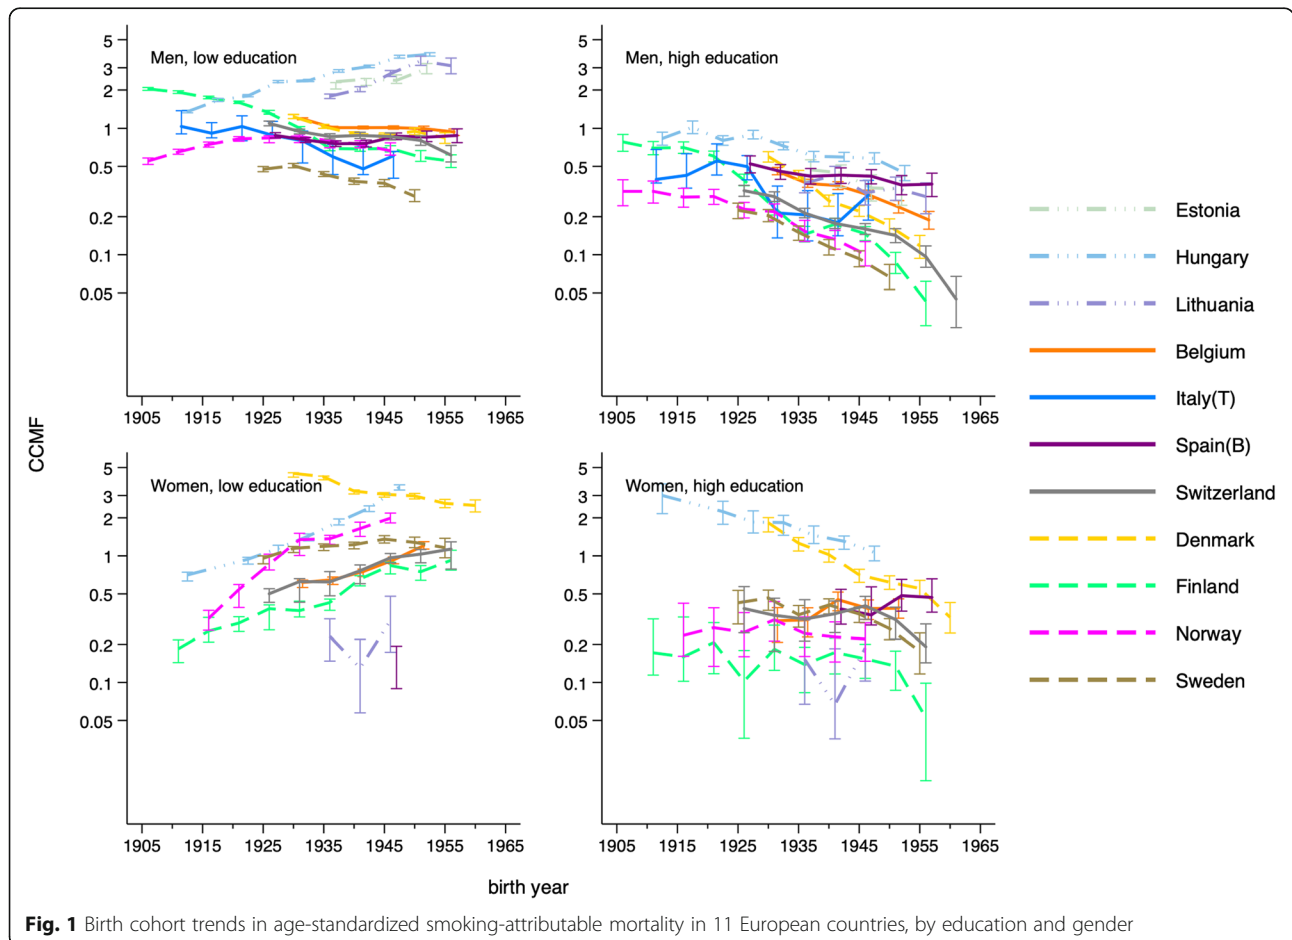 Men, low education
5
3
2
1
0.5
0.2
0.1
0.05
1905 1915 1925 1935 1945 1955 1965
Men, high education
5
3
2
1
0.5
0.2
0.1
0.05
1905 1915 1925 1935 1945 1955 1965
CCMF
Women, low education
5
3
2
1
0.5
0.2
0.1
0.05
1905 1915 1925 1935 1945 1955 1965
Women, high education
5
3
2
1
0.5
0.2
0.1
0.05
1905 1915 1925 1935 1945 1955 1965
birth year
Estonia
Hungary
Lithuania
Belgium
Italy(T)
Spain(B)
Switzerland
Denmark
Finland
Norway
Sweden
Fig. 1 Birth cohort trends in age-standardized smoking-attributable mortality in 11 European countries, by education and gender